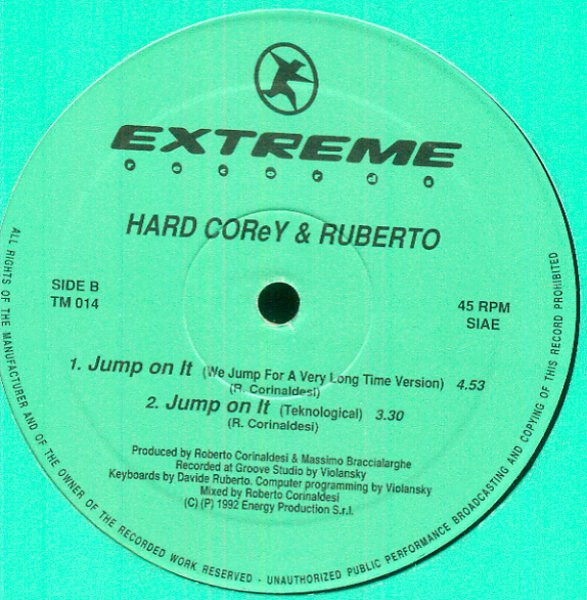 EXTREME
RECORDS
HARD COReY & RUBERTO
SIDE B
TM 014
45 RPM
SIAE
1. Jump on It (We Jump For A Very Long Time Version) 4.53
(R. Corinaldesi)
2. Jump on It (Teknological) 3.30
(R. Corinaldesi)
Produced by Roberto Corinaldesi & Massimo Braccialarghe
Recorded at Groove Studio by Violansky
Keyboards by Davide Ruberto. Computer programming by Violansky
Mixed by Roberto Corinaldesi
(C) (P) 1992 Energy Production S.r.l.
ALL RIGHTS OF THE MANUFACTURER AND OF THE OWNER OF THE RECORDED WORK RESERVED - UNAUTHORIZED PUBLIC PERFORMANCE BROADCASTING AND COPYING OF THIS RECORD PROHIBITED